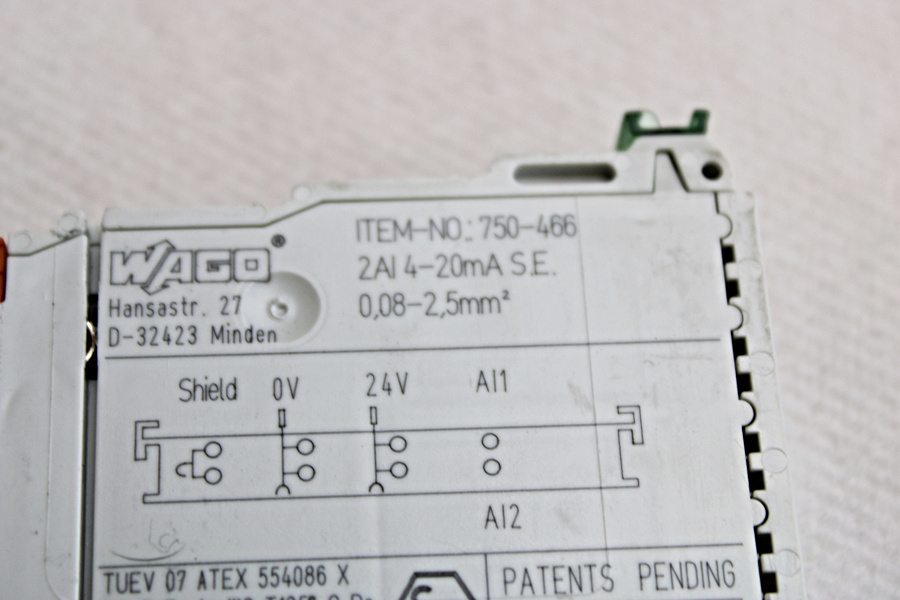 WAGO®
Hansastr. 27
D-32423 Minden
ITEM-NO.: 750-466
2AI 4-20mA S.E.
0,08-2,5mm²
Shield 0V 24V AI1
AI2
TUEV 07 ATEX 554086 X
PATENTS PENDING